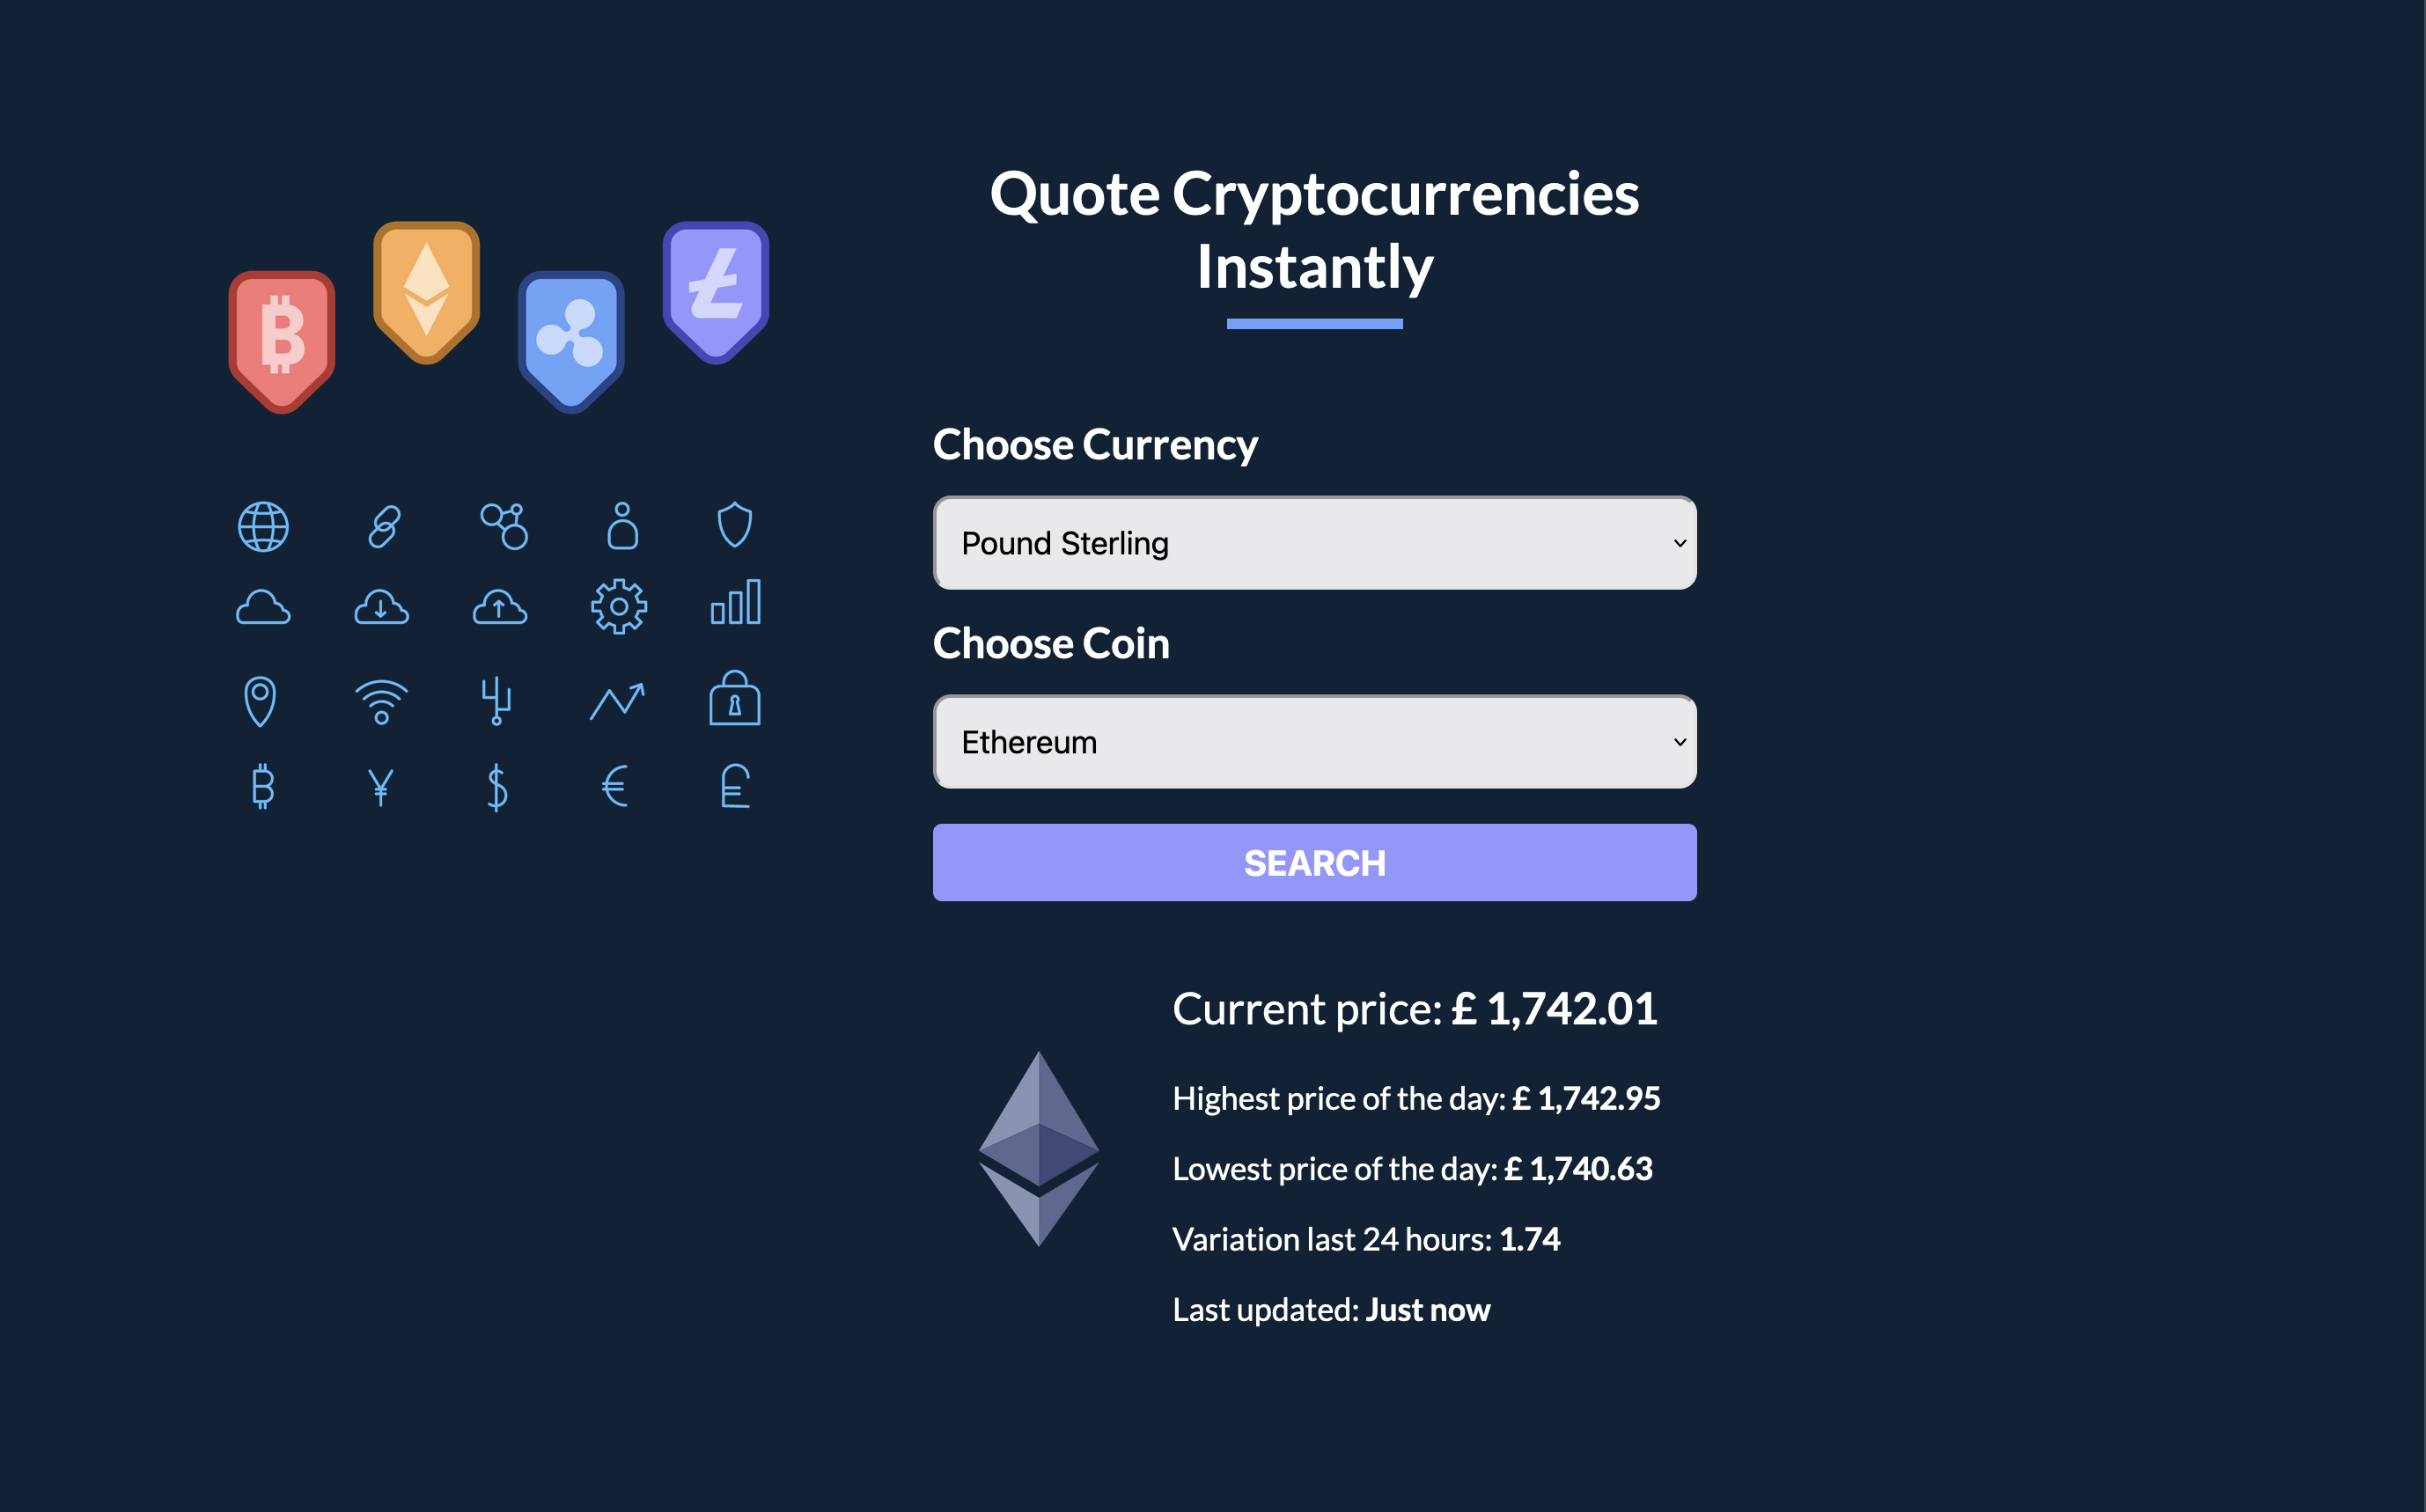 Quote Cryptocurrencies
Instantly
Choose Currency
Pound Sterling
Choose Coin
Ethereum
SEARCH
Current price: £ 1,742.01
Highest price of the day: £ 1,742.95
Lowest price of the day: £ 1,740.63
Variation last 24 hours: 1.74
Last updated: Just now